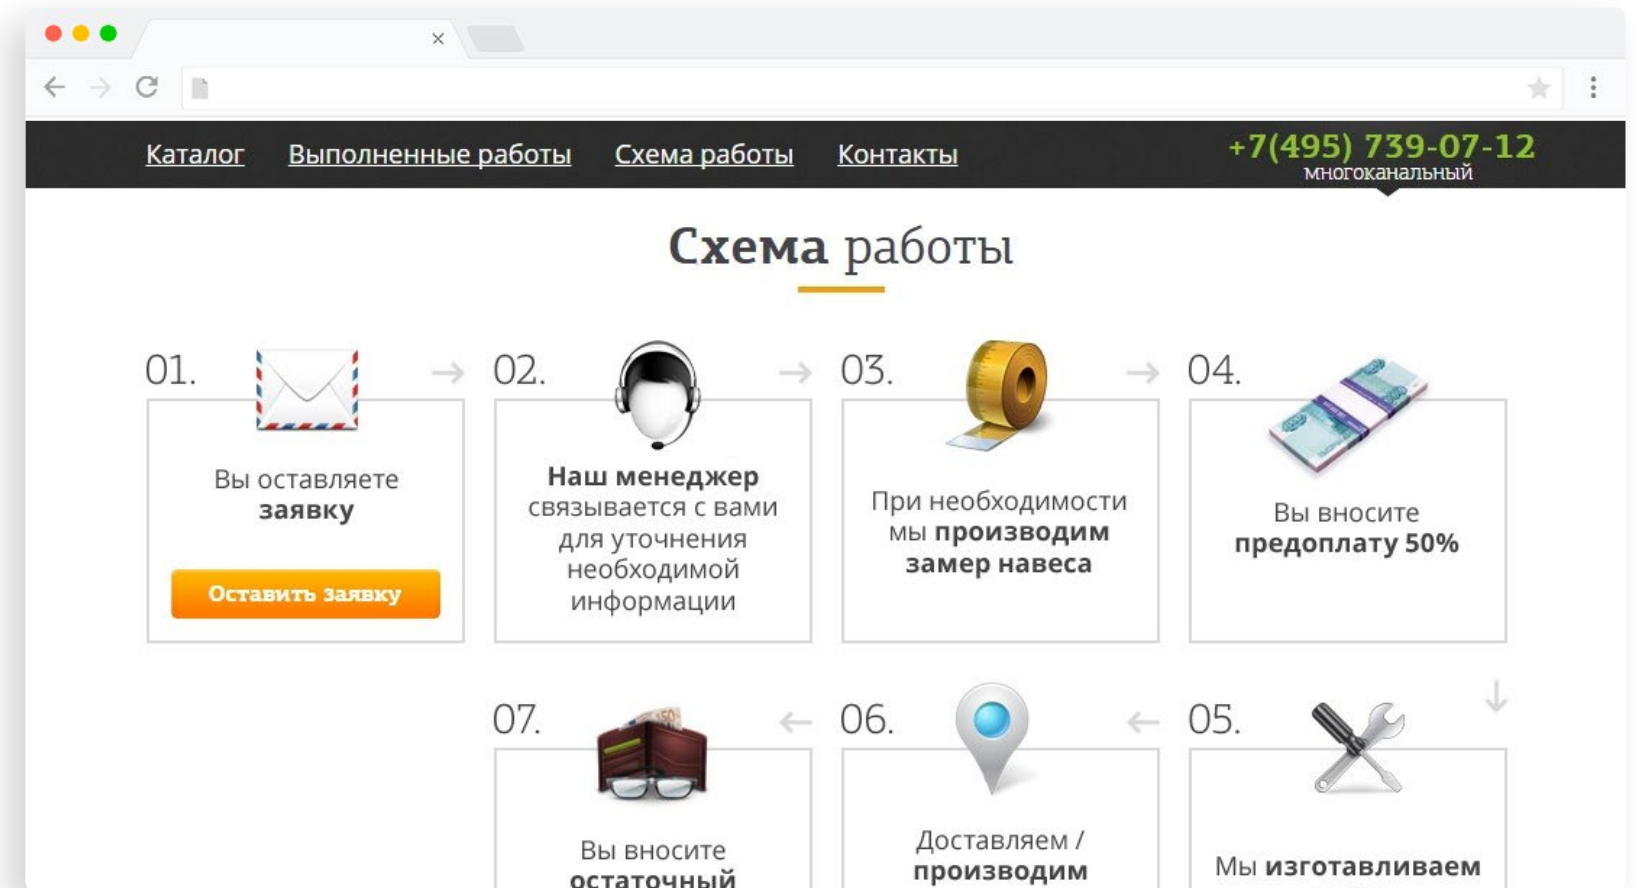 Каталог Выполненные работы Схема работы Контакты +7(495) 739-07-12
многоканальный
Схема работы
01.
Вы оставляете
заявку
Оставить заявку
02.
Наш менеджер
связывается с вами
для уточнения
необходимой
информации
03.
При необходимости
мы производим
замер навеса
04.
Вы вносите
предоплату 50%
05.
Мы изготавливаем
06.
Доставляем /
производим
07.
Вы вносите
остаточный